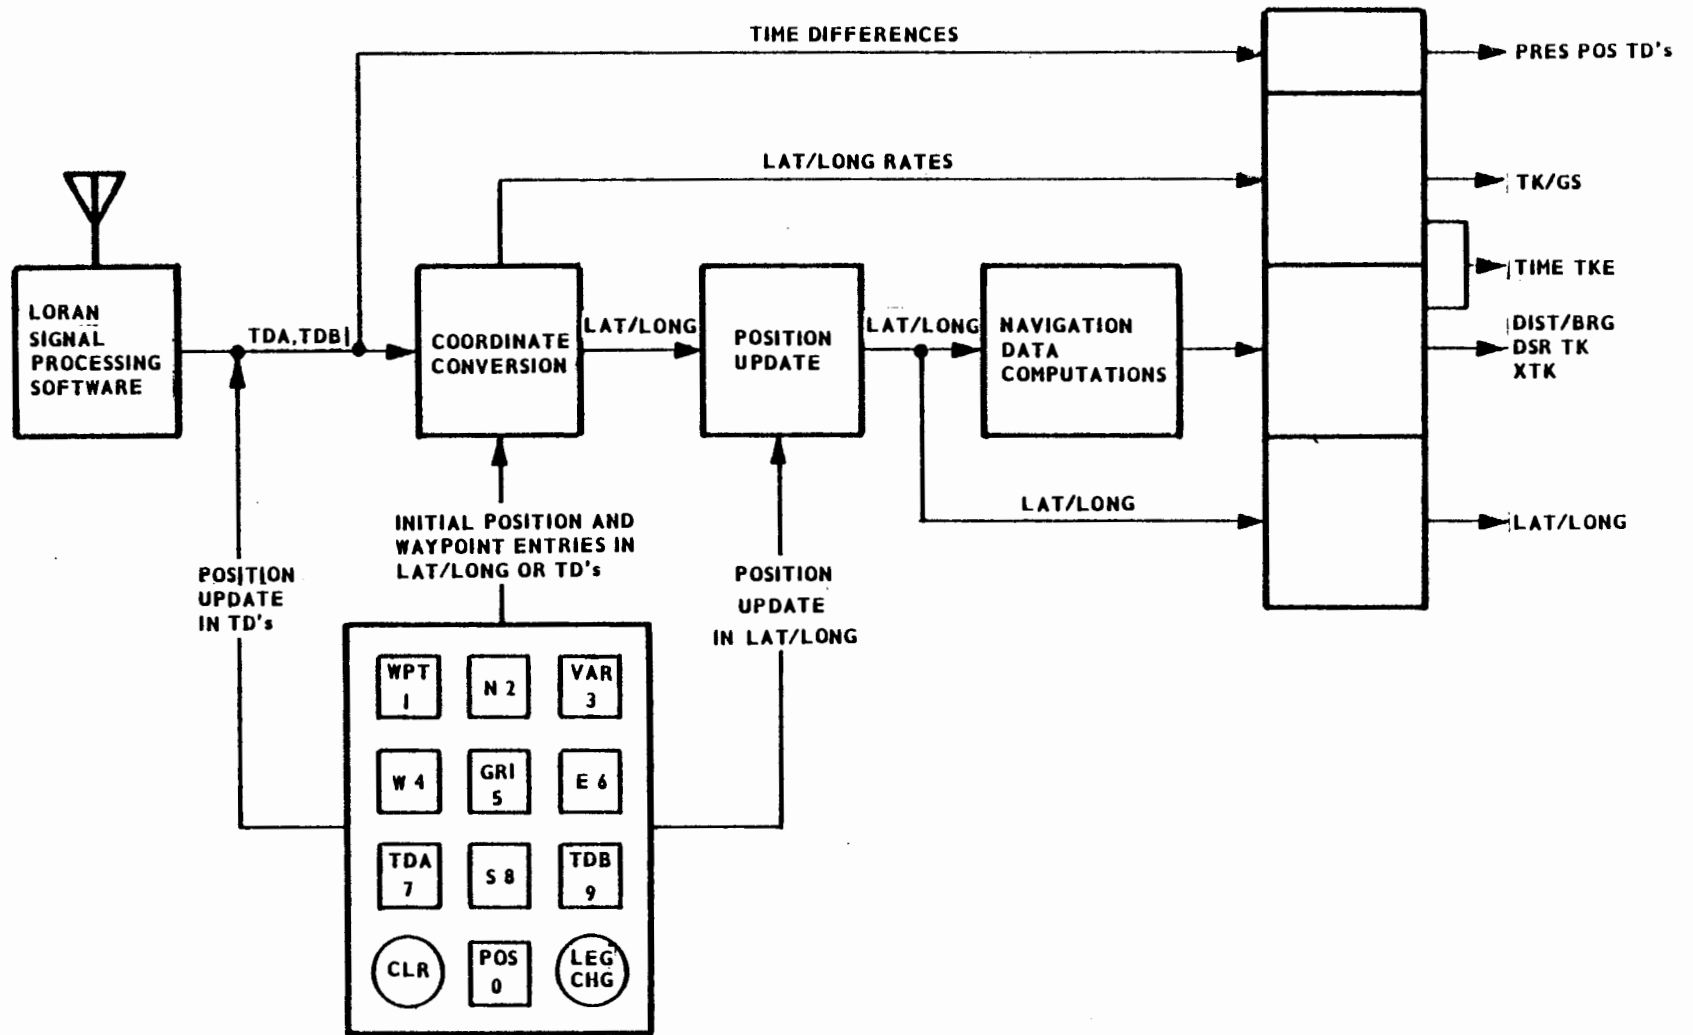 TIME DIFFERENCES
PRES POS TD's
LAT/LONG RATES
TK/GS
TIME TKE
LORAN
SIGNAL
PROCESSING
SOFTWARE
TDA,TDB
COORDINATE
CONVERSION
LAT/LONG
POSITION
UPDATE
LAT/LONG
NAVIGATION
DATA
COMPUTATIONS
DIST/BRG
DSR TK
XTK
LAT/LONG
LAT/LONG
POSITION
UPDATE
IN TD's
INITIAL POSITION AND
WAYPOINT ENTRIES IN
LAT/LONG OR TD's
POSITION
UPDATE
IN LAT/LONG
WPT
1
N 2
VAR
3
W 4
GRI
5
E 6
TDA
7
S 8
TDB
9
CLR
POS
0
LEG
CHG